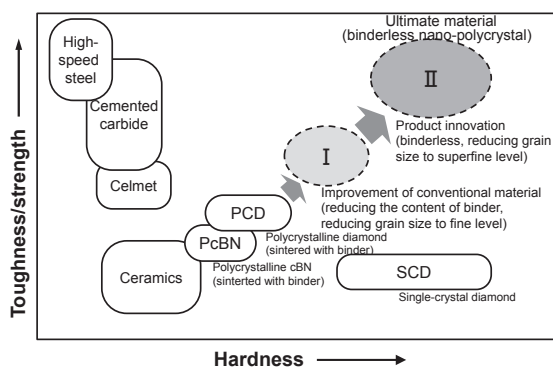 Ultimate material
(binderless nano-polycrystal)
High-
speed
steel
Cemented
carbide
Celmet
II
Product innovation
(binderless, reducing grain
size to superfine level)
I
Improvement of conventional material
(reducing the content of binder,
reducing grain size to fine level)
PCD
Polycrystalline diamond
(sintered with binder)
PcBN
Polycrystalline cBN
(sinterted with binder)
Ceramics
SCD
Single-crystal diamond
Toughness/strength
Hardness